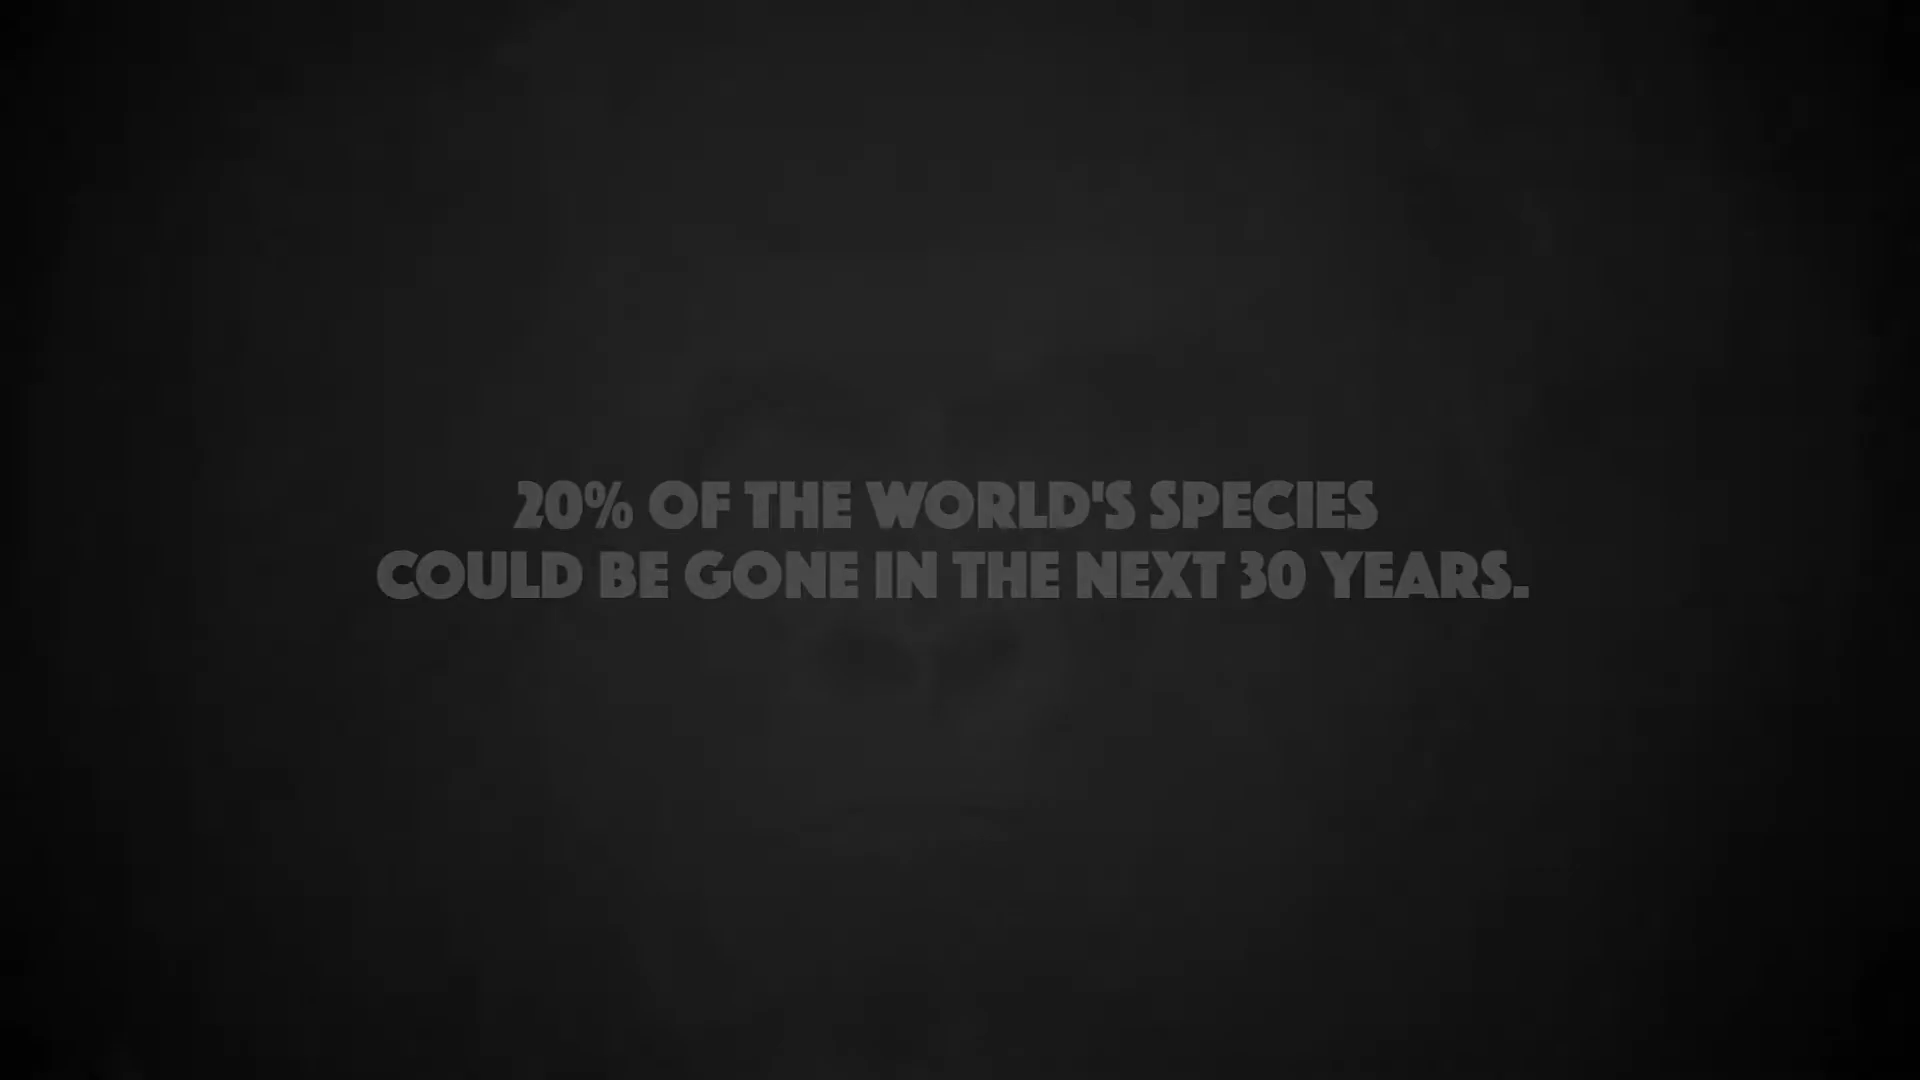 20% OF THE WORLD'S SPECIES
COULD BE GONE IN THE NEXT 30 YEARS.